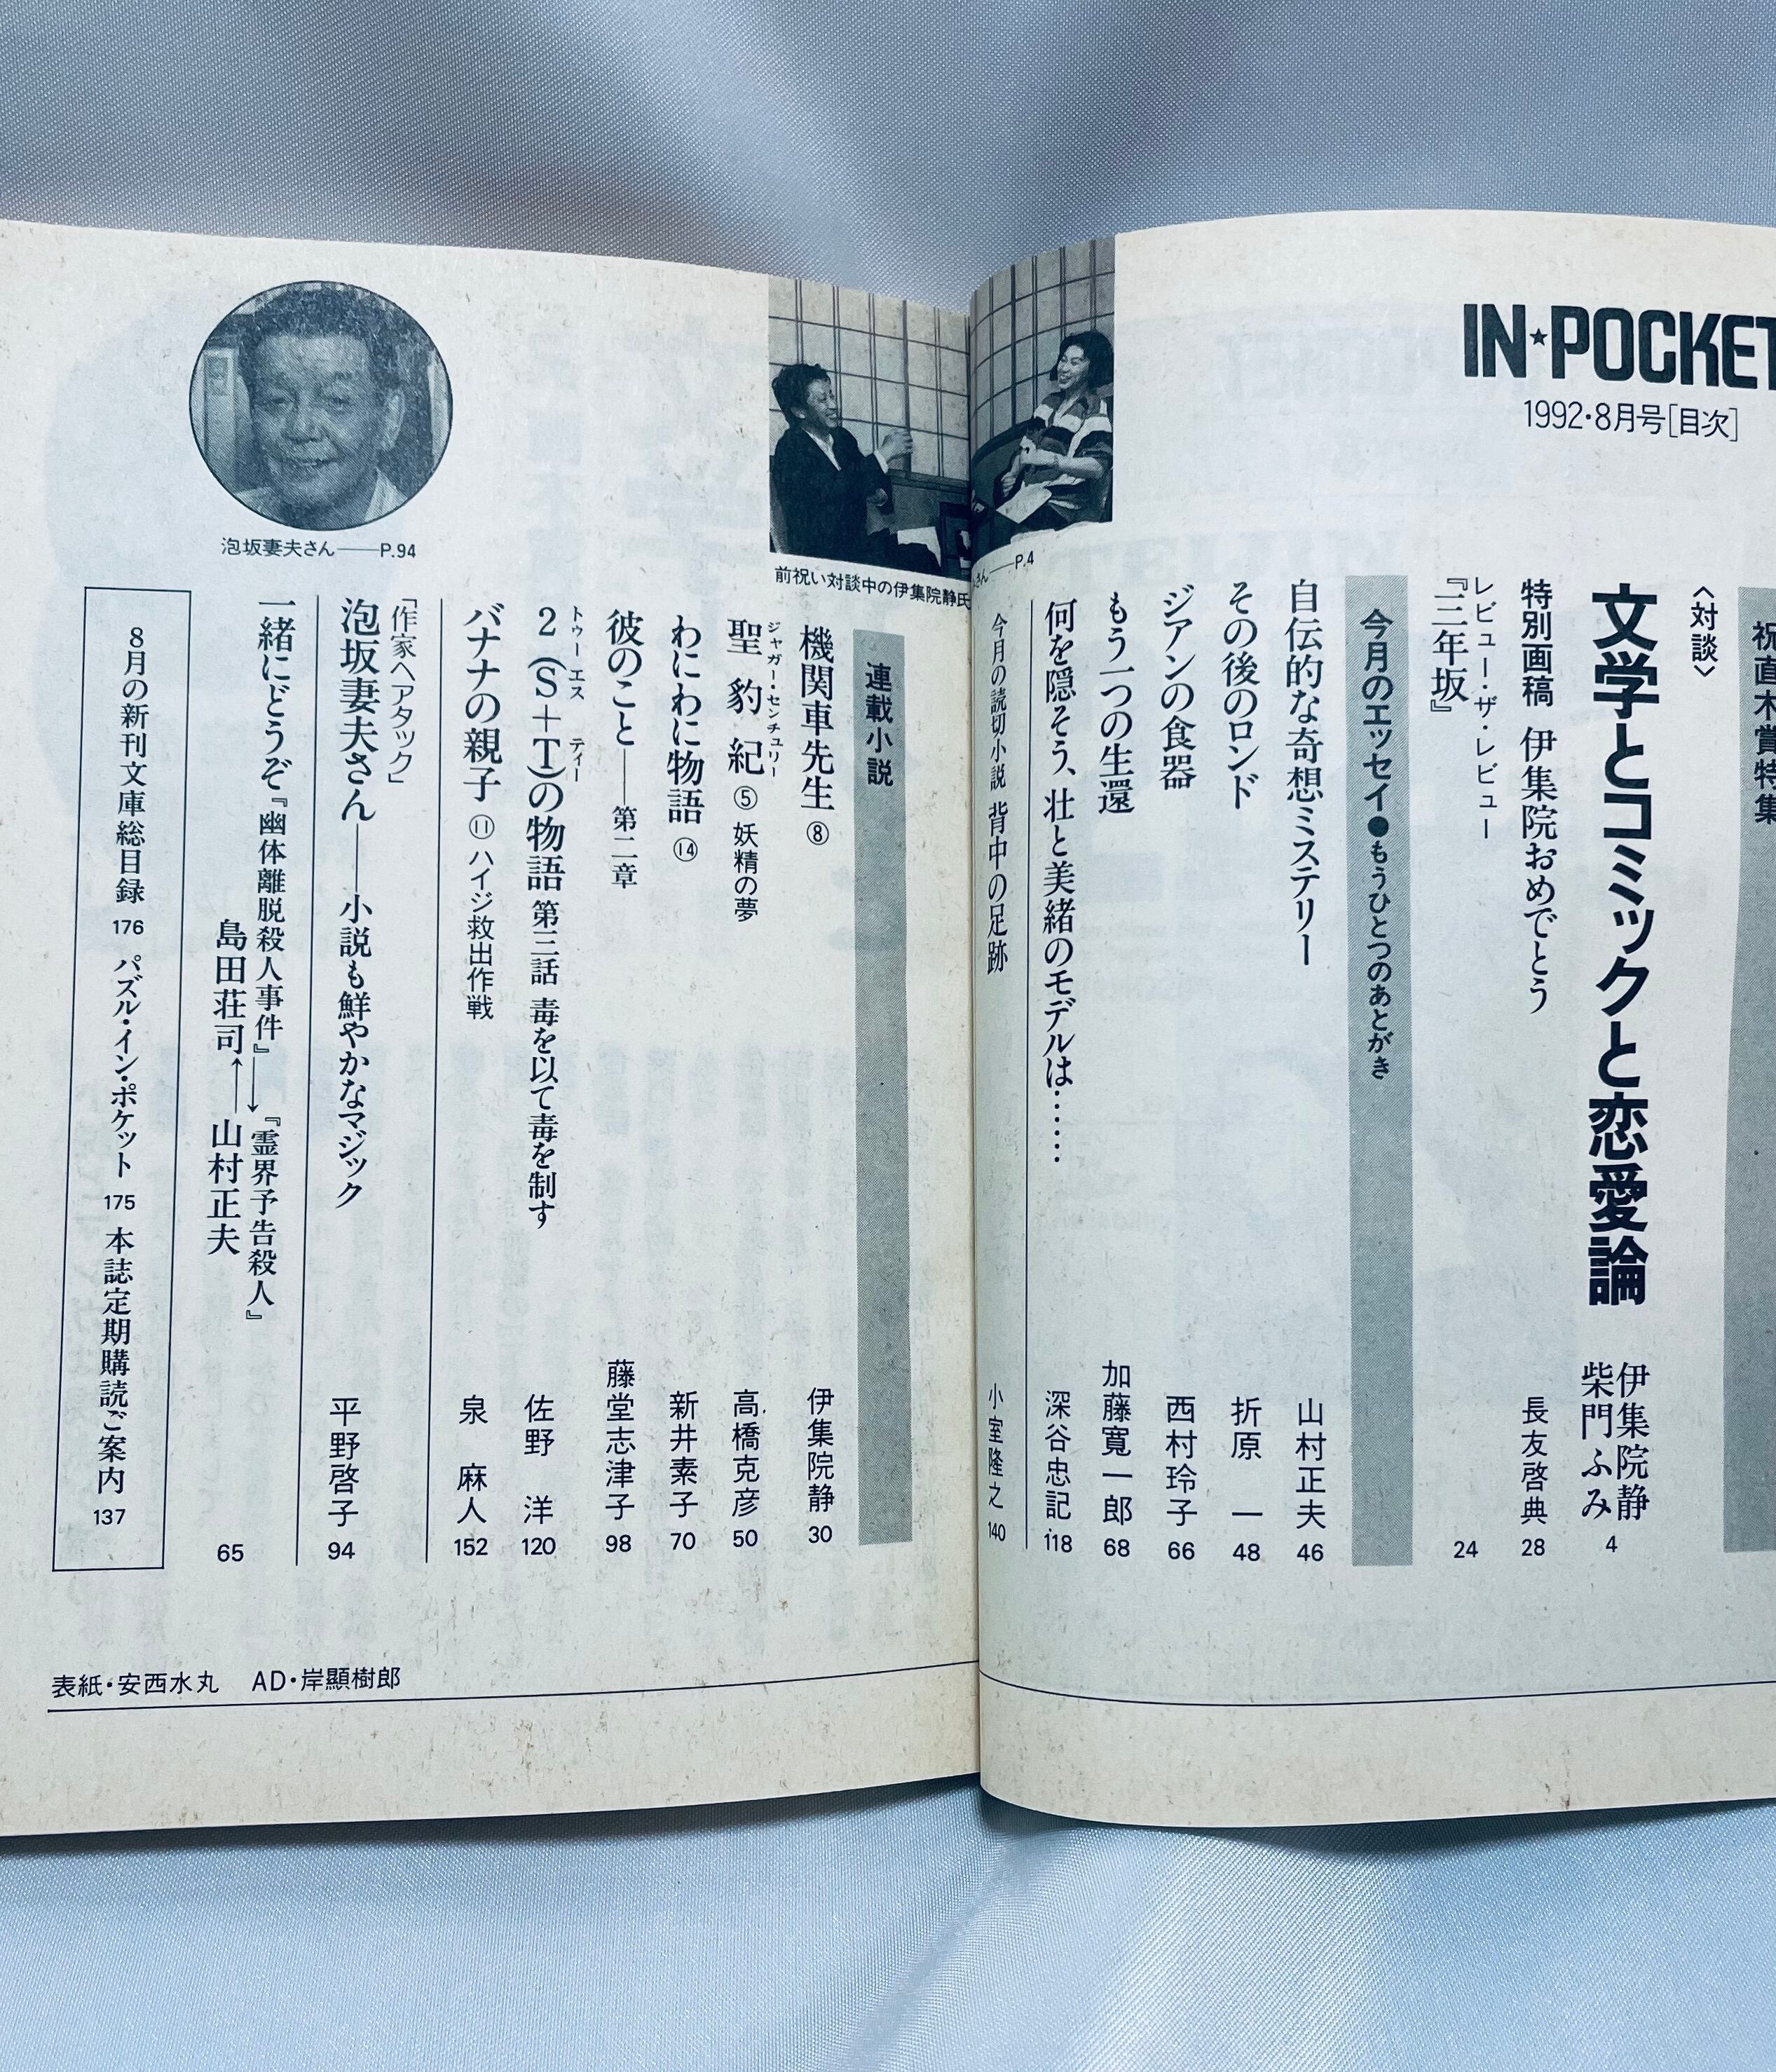 IN★POCKET
1992・8月号[目次]
祝直木賞特集
〈対談〉
文学とコミックと恋愛論
伊集院静
柴門ふみ
4
特別画稿 伊集院おめでとう
長友啓典
28
レビュー・ザ・レビュー
『三年坂』
24
今月のエッセイ●もうひとつのあとがき
自伝的な奇想ミステリー
山村正夫
46
その後のロンド
折原 一
48
ジアンの食器
西村玲子
66
もう一つの生還
加藤寛一郎
68
何を隠そう、壮と美緒のモデルは……
深谷忠記
118
今月の読切小説 背中の足跡
小室隆之
140
前祝い対談中の伊集院静氏
さん──P.4
連載小説
機関車先生⑧
伊集院静
30
聖豹紀⑤妖精の夢
ジャガー・センチュリー
高橋克彦
50
わにわに物語⑭
新井素子
70
彼のこと──第二章
藤堂志津子
98
トゥー エス ティー
2(S+T)の物語 第三話 毒を以て毒を制す
佐野 洋
120
バナナの親子⑪ハイジ救出作戦
泉 麻人
152
泡坂妻夫さん──P.94
「作家へアタック」
泡坂妻夫さん──小説も鮮やかなマジック
平野啓子
94
一緒にどうぞ『幽体離脱殺人事件』→『霊界予告殺人』
島田荘司←山村正夫
65
8月の新刊文庫総目録 176 パズル・イン・ポケット 175 本誌定期購読ご案内 137
表紙・安西水丸 AD・岸顯樹郎